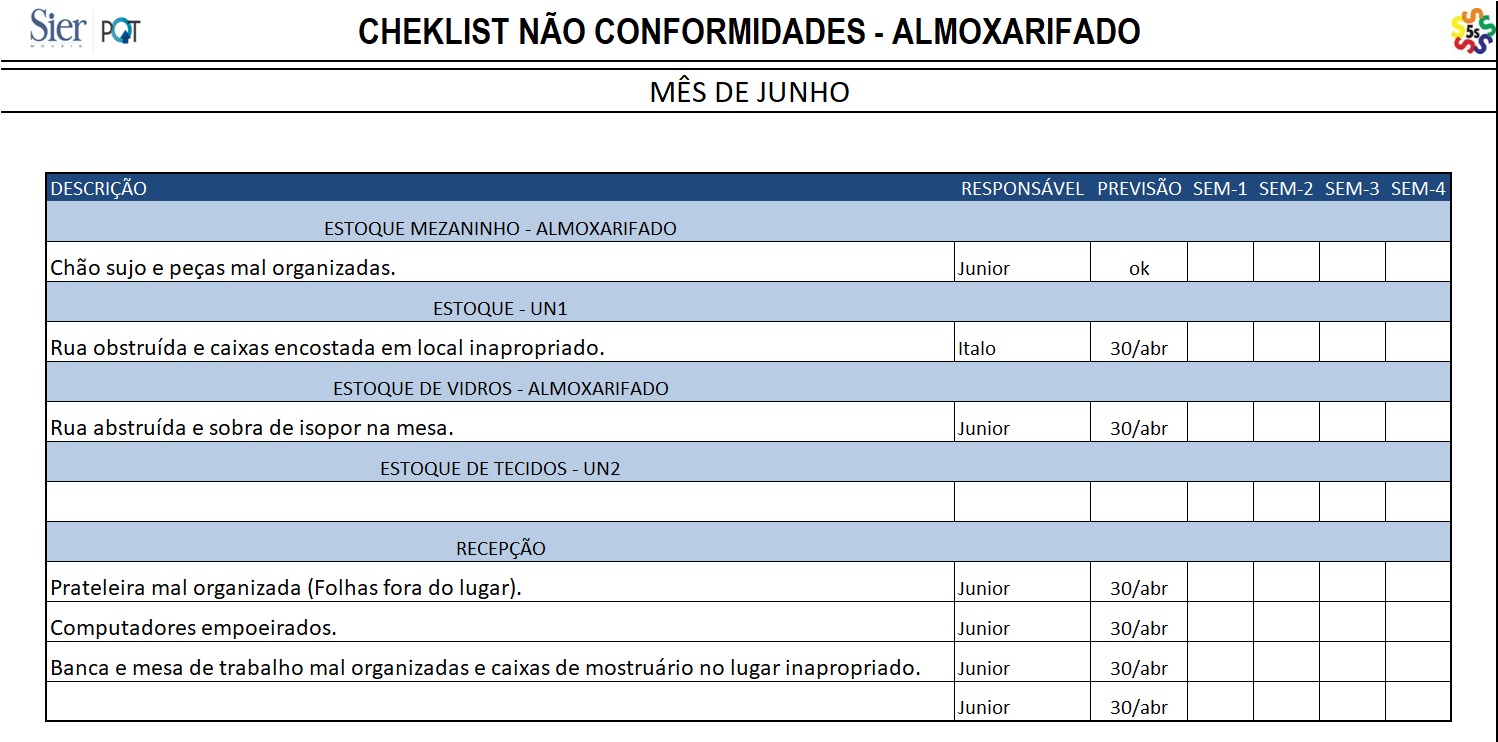 Sier PQT
MÓVEIS
CHEKLIST NÃO CONFORMIDADES - ALMOXARIFADO
5s
MÊS DE JUNHO
DESCRIÇÃO RESPONSÁVEL PREVISÃO SEM-1 SEM-2 SEM-3 SEM-4
ESTOQUE MEZANINHO - ALMOXARIFADO
Chão sujo e peças mal organizadas. Junior ok
ESTOQUE - UN1
Rua obstruída e caixas encostada em local inapropriado. Italo 30/abr
ESTOQUE DE VIDROS - ALMOXARIFADO
Rua abstruída e sobra de isopor na mesa. Junior 30/abr
ESTOQUE DE TECIDOS - UN2
RECEPÇÃO
Prateleira mal organizada (Folhas fora do lugar). Junior 30/abr
Computadores empoeirados. Junior 30/abr
Banca e mesa de trabalho mal organizadas e caixas de mostruário no lugar inapropriado. Junior 30/abr
Junior 30/abr